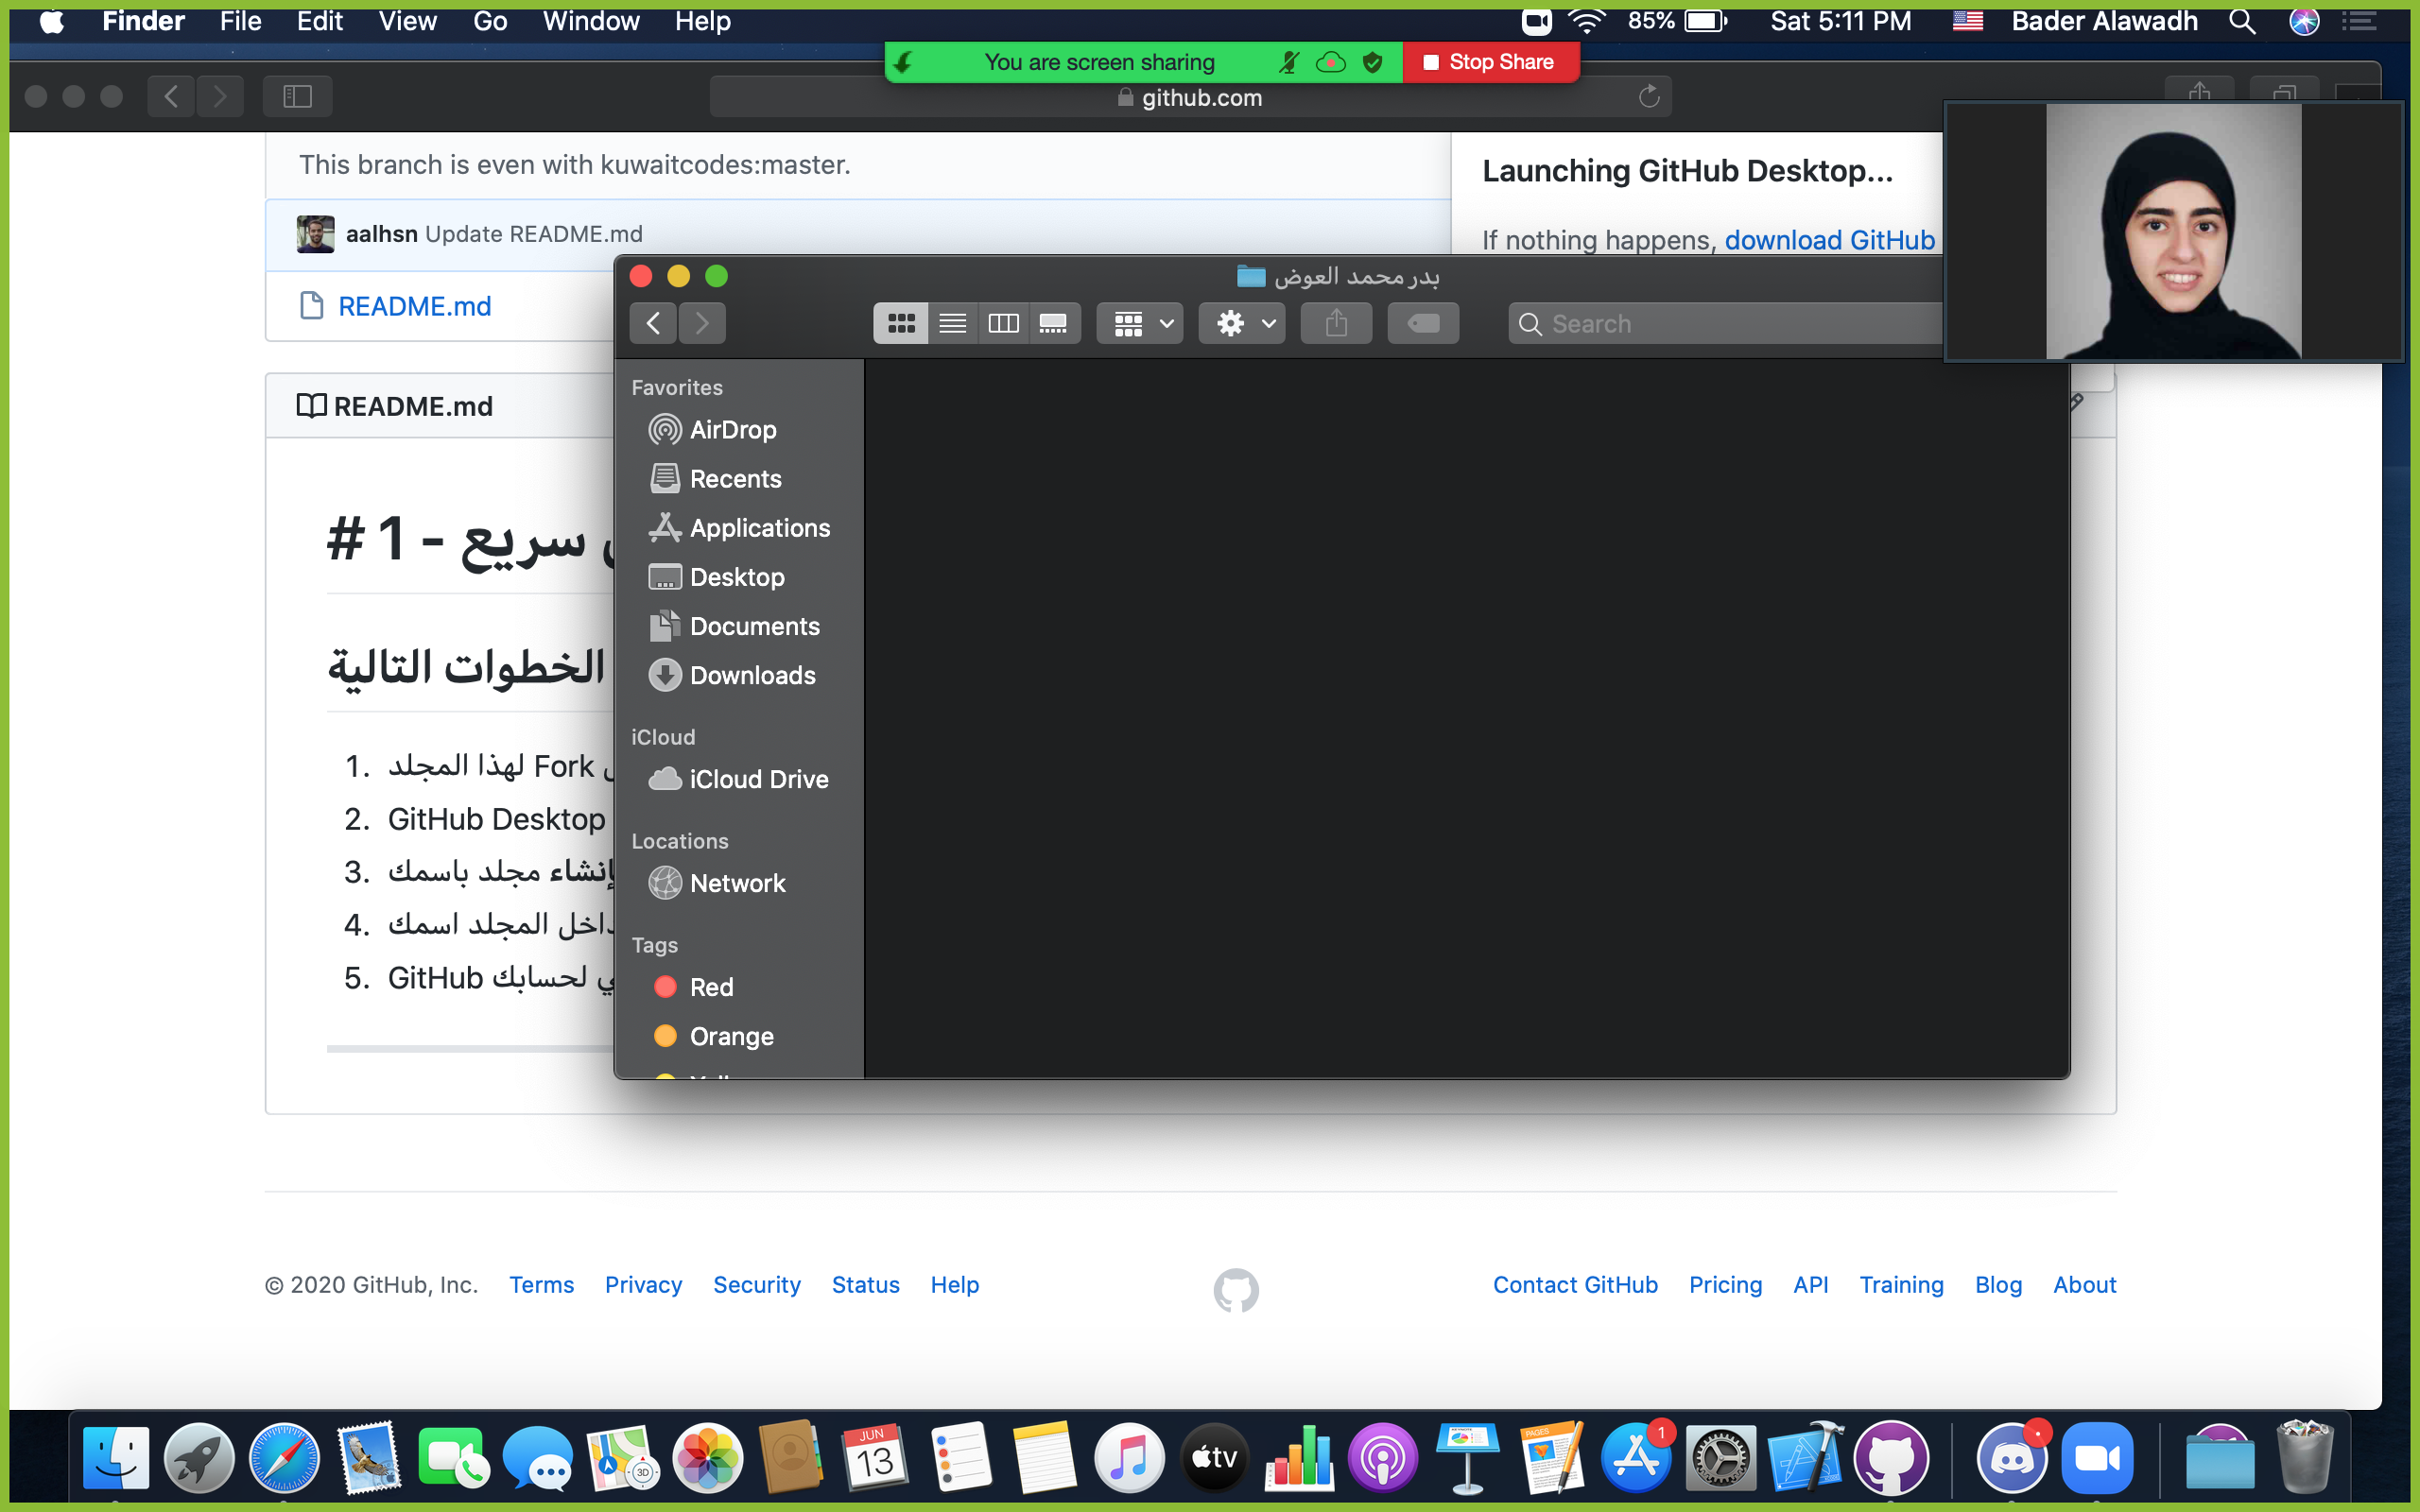 Finder File Edit View Go Window Help 85% Sat 5:11 PM Bader Alawadh
You are screen sharing Stop Share
github.com
This branch is even with kuwaitcodes:master.
Launching GitHub Desktop...
aalhsn Update README.md
If nothing happens, download GitHub
README.md
بدر محمد العوض
Search
README.md
# 1 - سريع
الخطوات التالية
1. لهذا المجلد Fork
2. GitHub Desktop
3. إنشاء مجلد باسمك
4. داخل المجلد اسمك
5. GitHub لحسابك
Favorites
AirDrop
Recents
Applications
Desktop
Documents
Downloads
iCloud
iCloud Drive
Locations
Network
Tags
Red
Orange
© 2020 GitHub, Inc. Terms Privacy Security Status Help
Contact GitHub Pricing API Training Blog About
JUN
13
3D
tv
KEYNOTE
PAGES
1